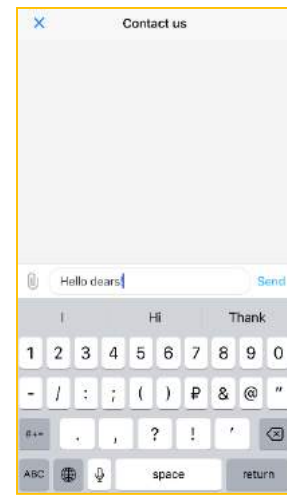 Contact us
Hello dears!
Send
I Hi Thank
1 2 3 4 5 6 7 8 9 0
- / : ; ( ) ₽ & @ "
#+= . , ? ! '
ABC space return